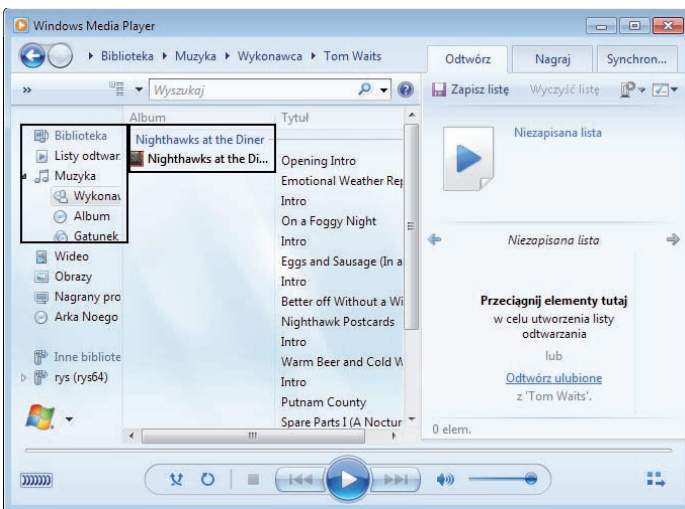 Windows Media Player
Biblioteka Muzyka Wykonawca Tom Waits
Odtwórz Nagraj Synchron...
Wyszukaj
Zapisz listę Wyczyść listę
Album Tytuł
Biblioteka
Listy odtwar
Muzyka
Wykonaw
Album
Gatunek
Wideo
Obrazy
Nagrany pro
Arka Noego
Inne bibliote
rys (rys64)
Nighthawks at the Diner
Nighthawks at the Di...
Opening Intro
Emotional Weather Rep
Intro
On a Foggy Night
Intro
Eggs and Sausage (In a
Intro
Better off Without a Wi
Nighthawk Postcards
Intro
Warm Beer and Cold W
Intro
Putnam County
Spare Parts I (A Noctur
Niezapisana lista
Niezapisana lista
Przeciągnij elementy tutaj
w celu utworzenia listy
odtwarzania
lub
Odtwórz ulubione
z 'Tom Waits'.
0 elem.